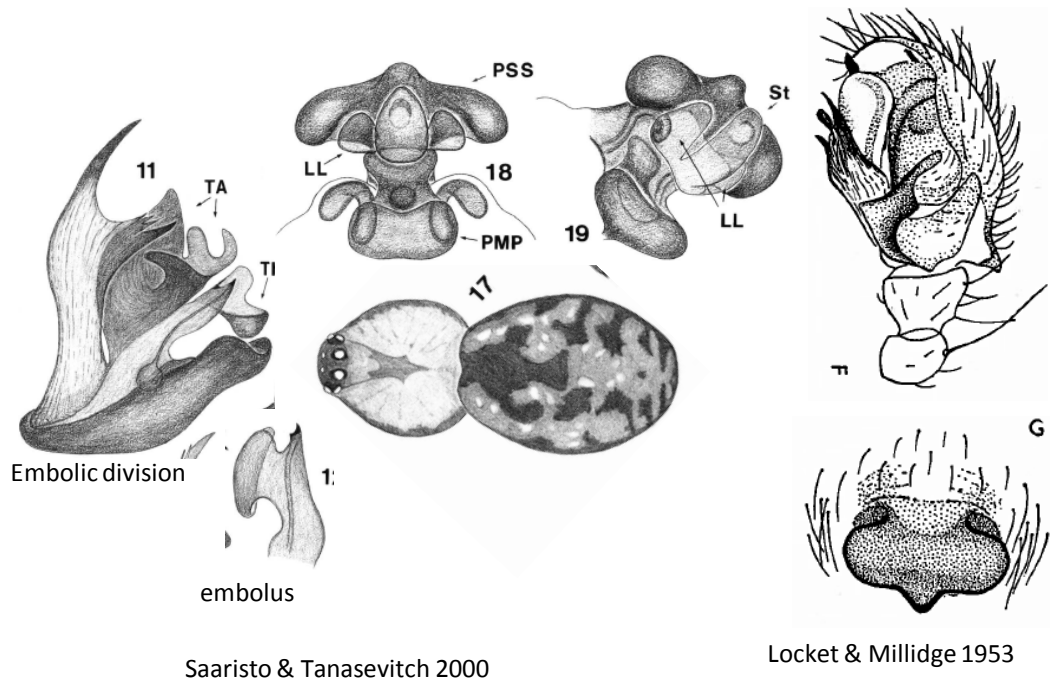 11
TA
TI
Embolic division
PSS
LL
18
PMP
St
19
LL
17
embolus
Saaristo & Tanasevitch 2000
F
G
Locket & Millidge 1953